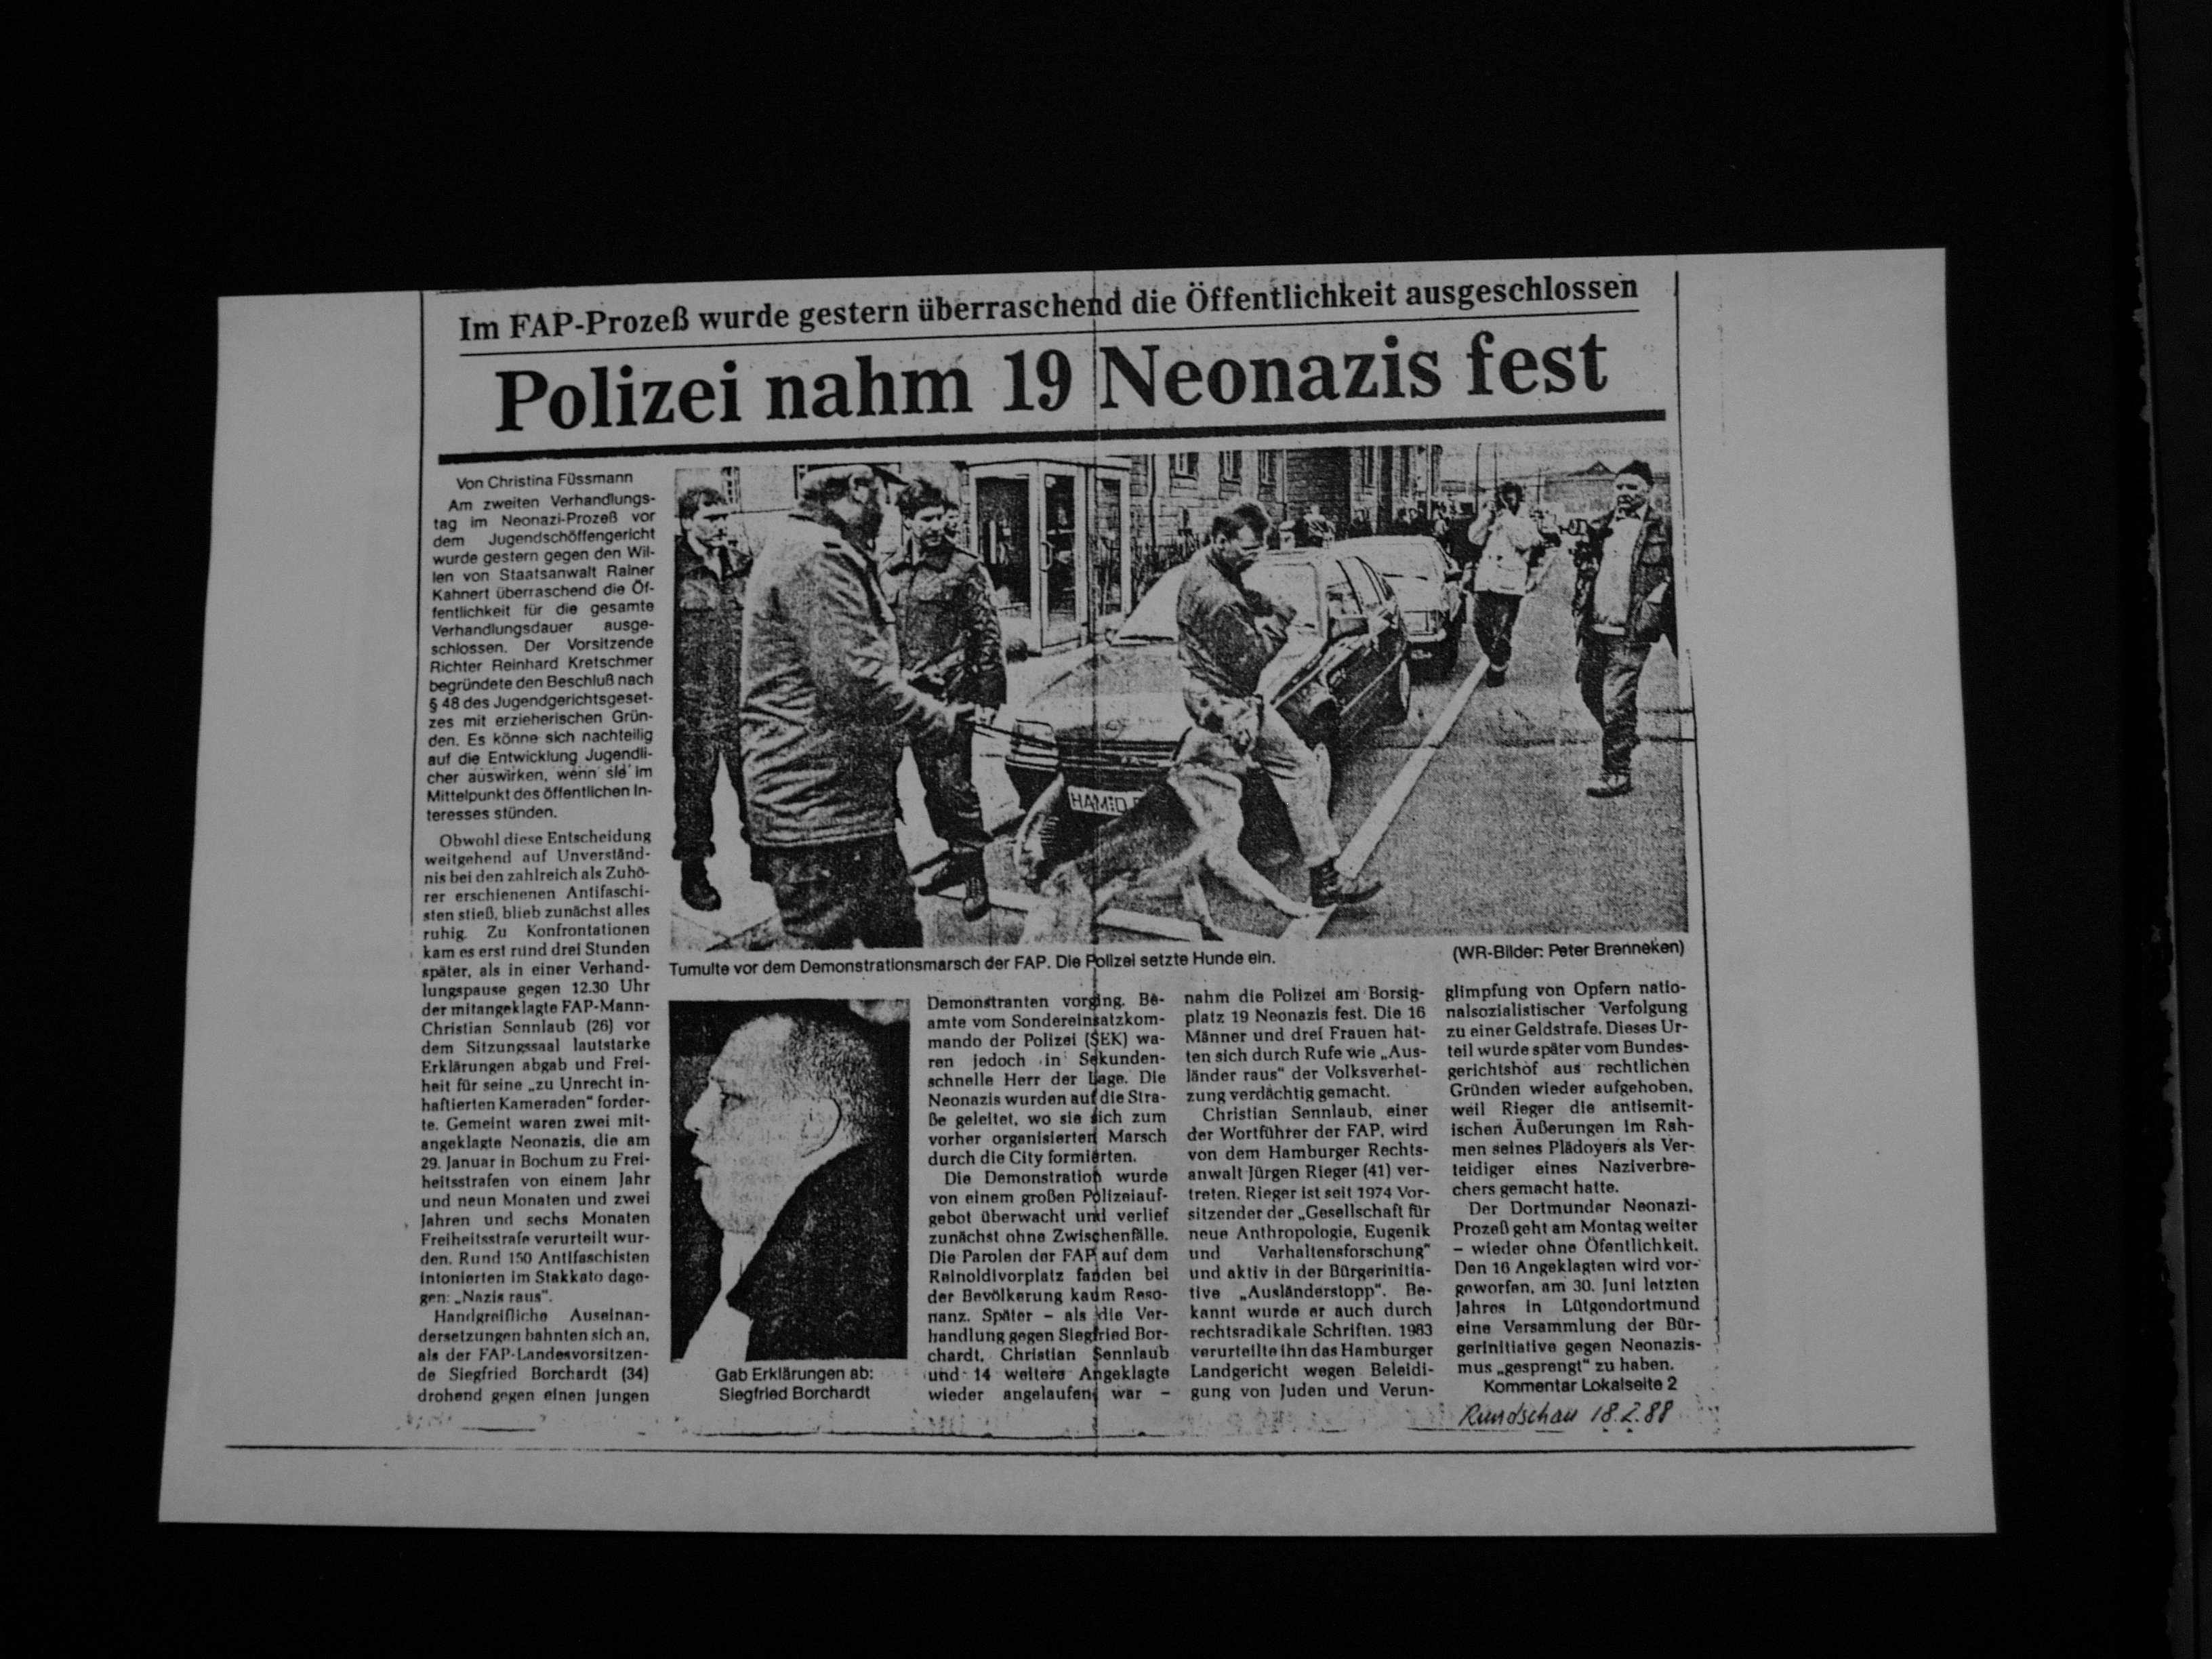 Im FAP-Prozeß wurde gestern überraschend die Öffentlichkeit ausgeschlossen
Polizei nahm 19 Neonazis fest
Von Christina Füssmann
Am zweiten Verhandlungs-
tag im Neonazi-Prozeß vor
dem Jugendschöffengericht
wurde gestern gegen den Wil-
len von Staatsanwalt Rainer
Kahnert überraschend die Öf-
fentlichkeit für die gesamte
Verhandlungsdauer ausge-
schlossen. Der Vorsitzende
Richter Reinhard Kretschmer
begründete den Beschluß nach
§ 48 des Jugendgerichtsgeset-
zes mit erzieherischen Grün-
den. Es könne sich nachteilig
auf die Entwicklung Jugendli-
cher auswirken, wenn sie im
Mittelpunkt des öffentlichen In-
teresses stünden.
Obwohl diese Entscheidung
weitgehend auf Unverständ-
nis bei den zahlreich als Zuhö-
rer erschienenen Antifaschi-
sten stieß, blieb zunächst alles
ruhig. Zu Konfrontationen
kam es erst rund drei Stunden
später, als in einer Verhand-
lungspause gegen 12.30 Uhr
der mitangeklagte FAP-Mann-
Christian Sennlaub (26) vor
dem Sitzungssaal lautstarke
Erklärungen abgab und Frei-
heit für seine „zu Unrecht in-
haftierten Kameraden“ forder-
te. Gemeint waren zwei mit-
angeklagte Neonazis, die am
29. Januar in Bochum zu Frei-
heitsstrafen von einem Jahr
und neun Monaten und zwei
Jahren und sechs Monaten
Freiheitsstrafe verurteilt wur-
den. Rund 150 Antifaschisten
intonierten im Stakkato dage-
gen: „Nazis raus“.
Handgreifliche Auseinan-
dersetzungen bahnten sich an,
als der FAP-Landesvorsitzen-
de Siegfried Borchardt (34)
drohend gegen einen jungen
HAM:D
Tumulte vor dem Demonstrationsmarsch der FAP. Die Polizei setzte Hunde ein.
(WR-Bilder: Peter Brenneken)
Gab Erklärungen ab:
Siegfried Borchardt
Demonstranten vorging. Be-
amte vom Sondereinsatzkom-
mando der Polizei (SEK) wa-
ren jedoch in Sekunden-
schnelle Herr der Lage. Die
Neonazis wurden auf die Stra-
ße geleitet, wo sie sich zum
vorher organisierten Marsch
durch die City formierten.
Die Demonstration wurde
von einem großen Polizeiauf-
gebot überwacht und verlief
zunächst ohne Zwischenfälle.
Die Parolen der FAP auf dem
Reinoldivorplatz fanden bei
der Bevölkerung kaum Reso-
nanz. Später – als die Ver-
handlung gegen Siegfried Bor-
chardt, Christian Sennlaub
und 14 weitere Angeklagte
wieder angelaufen war –
nahm die Polizei am Borsig-
platz 19 Neonazis fest. Die 16
Männer und drei Frauen hat-
ten sich durch Rufe wie „Aus-
länder raus“ der Volksverhet-
zung verdächtig gemacht.
Christian Sennlaub, einer
der Wortführer der FAP, wird
von dem Hamburger Rechts-
anwalt Jürgen Rieger (41) ver-
treten. Rieger ist seit 1974 Vor-
sitzender der „Gesellschaft für
neue Anthropologie, Eugenik
und Verhaltensforschung“
und aktiv in der Bürgerinitia-
tive „Ausländerstopp“. Be-
kannt wurde er auch durch
rechtsradikale Schriften. 1983
verurteilte ihn das Hamburger
Landgericht wegen Beleidi-
gung von Juden und Verun-
glimpfung von Opfern natio-
nalsozialistischer Verfolgung
zu einer Geldstrafe. Dieses Ur-
teil wurde später vom Bundes-
gerichtshof aus rechtlichen
Gründen wieder aufgehoben,
weil Rieger die antisemit-
ischen Äußerungen im Rah-
men seines Plädoyers als Ver-
teidiger eines Naziverbre-
chers gemacht hatte.
Der Dortmunder Neonazi-
Prozeß geht am Montag weiter
– wieder ohne Öfentlichkeit.
Den 16 Angeklagten wird vor-
geworfen, am 30. Juni letzten
Jahres in Lütgendortmund
eine Versammlung der Bür-
gerinitiative gegen Neonazis-
mus „gesprengt“ zu haben.
Kommentar Lokalseite 2
Rundschau 18.2.88